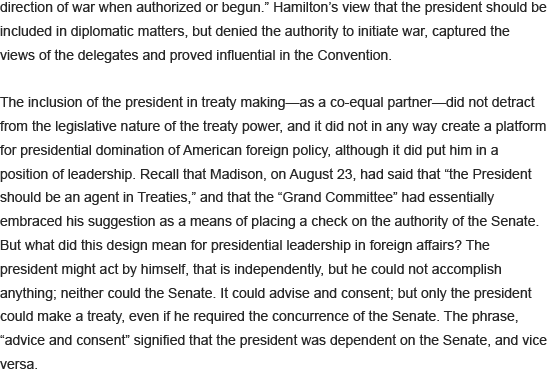 direction of war when authorized or begun.” Hamilton’s view that the president should be
included in diplomatic matters, but denied the authority to initiate war, captured the
views of the delegates and proved influential in the Convention.
The inclusion of the president in treaty making—as a co-equal partner—did not detract
from the legislative nature of the treaty power, and it did not in any way create a platform
for presidential domination of American foreign policy, although it did put him in a
position of leadership. Recall that Madison, on August 23, had said that “the President
should be an agent in Treaties,” and that the “Grand Committee” had essentially
embraced his suggestion as a means of placing a check on the authority of the Senate.
But what did this design mean for presidential leadership in foreign affairs? The
president might act by himself, that is independently, but he could not accomplish
anything; neither could the Senate. It could advise and consent; but only the president
could make a treaty, even if he required the concurrence of the Senate. The phrase,
“advice and consent” signified that the president was dependent on the Senate, and vice
versa.